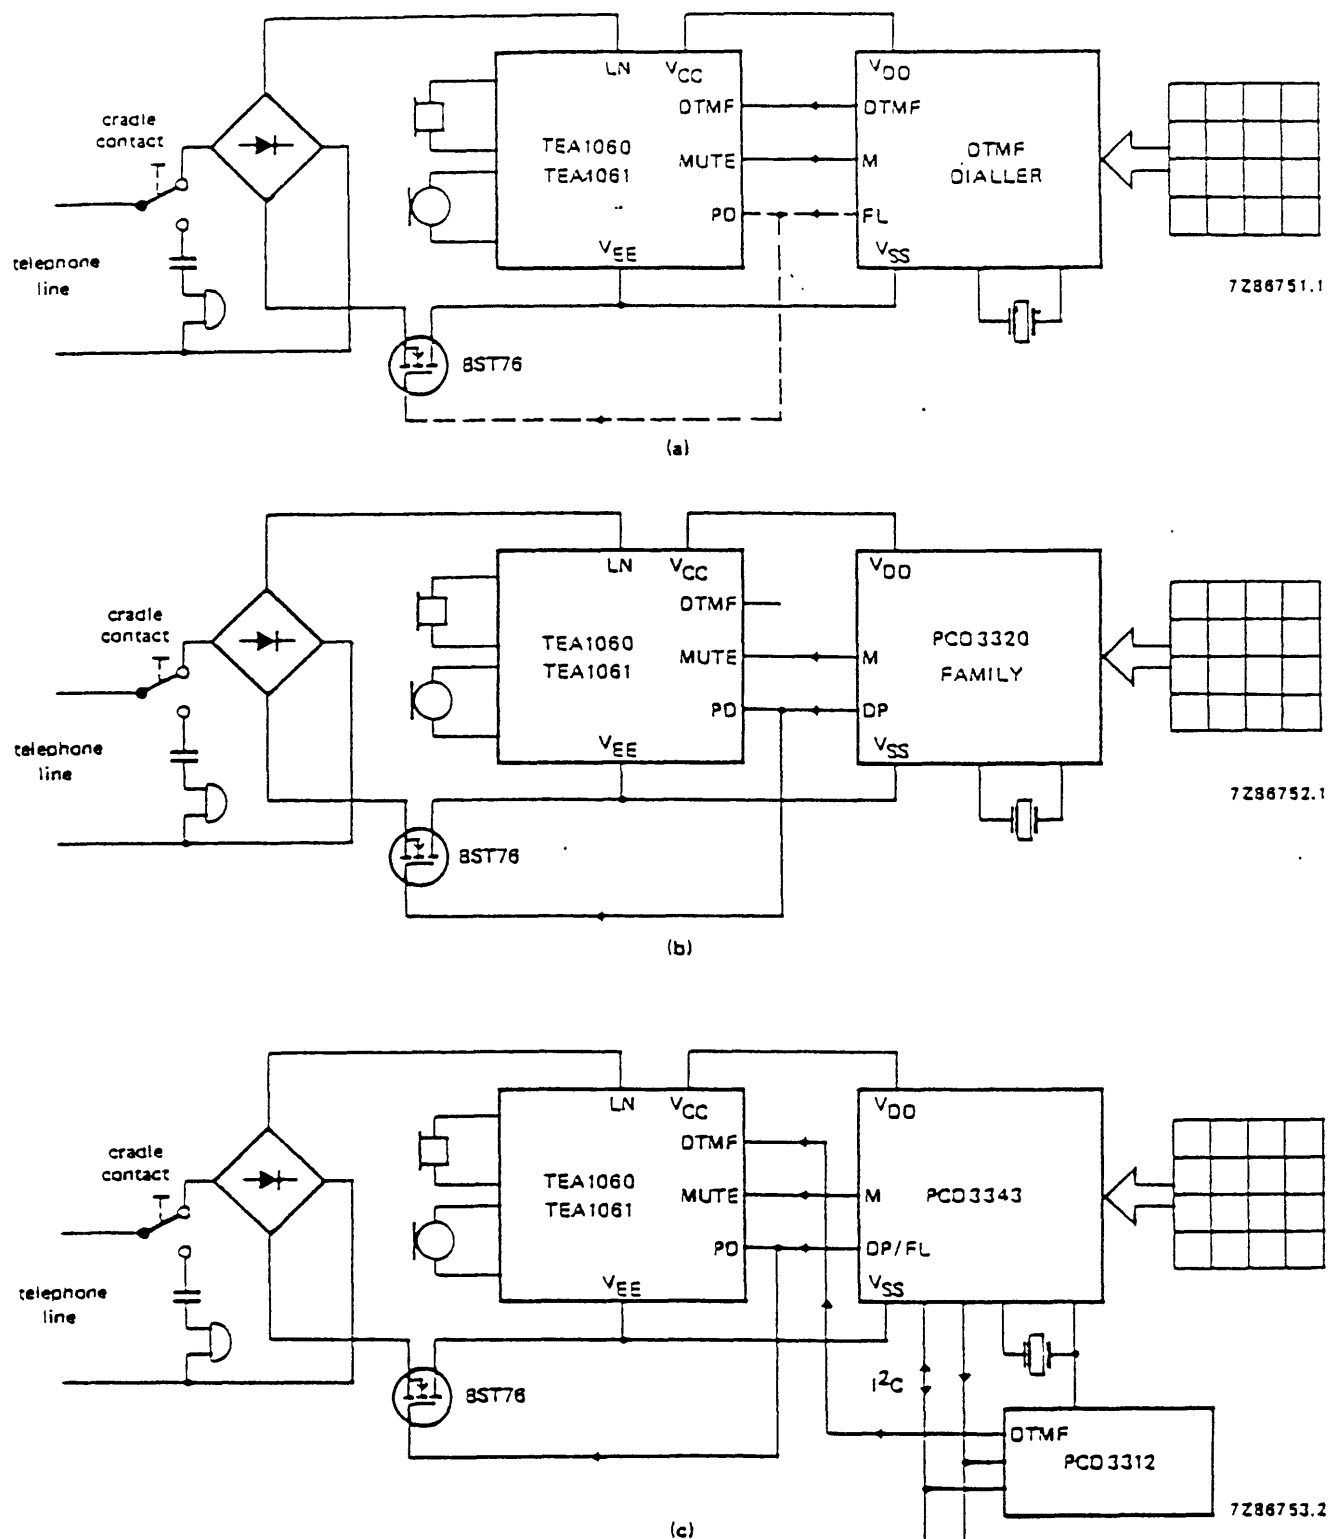 LN
VCC
VDD
cradle
contact
DTMF
DTMF
TEA1060
TEA1061
MUTE
M
DTMF
DIALLER
PD
FL
VEE
VSS
telephone
line
7Z86751.1
BST76
(a)
LN
VCC
VDD
DTMF
cradle
contact
TEA1060
TEA1061
MUTE
M
PCD3320
FAMILY
PD
DP
VEE
VSS
telephone
line
7Z86752.1
BST76
(b)
LN
VCC
VDD
DTMF
cradle
contact
TEA1060
TEA1061
MUTE
M
PCD3343
PD
DP/FL
VEE
VSS
telephone
line
I²C
BST76
DTMF
PCD3312
7Z86753.2
(c)